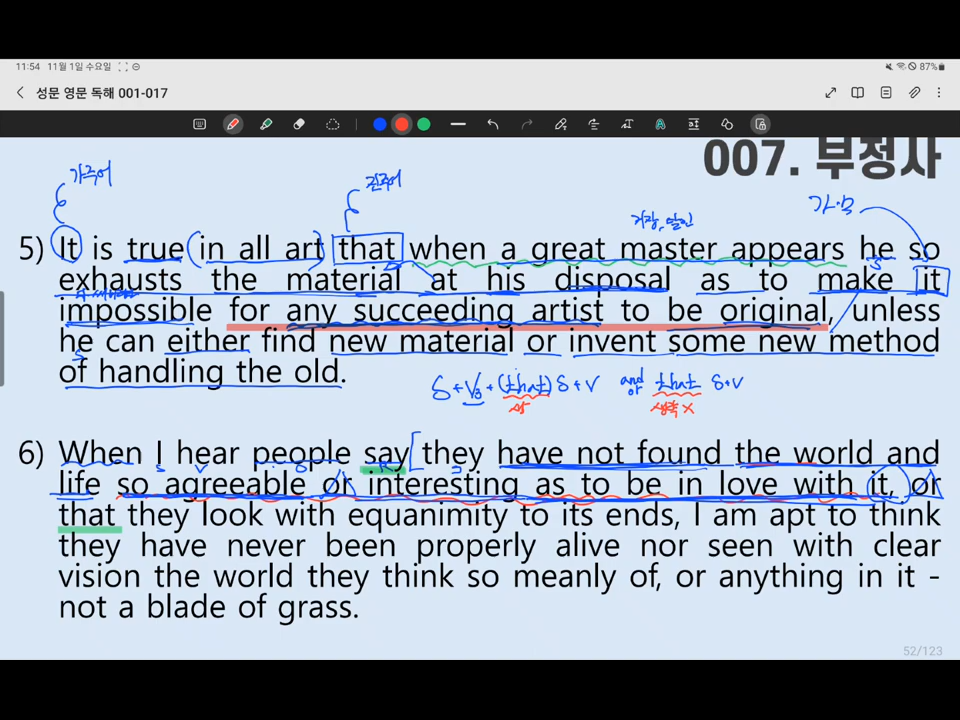 11:54 11월 1일 수요일
87%
성문 영문 독해 001-017
007. 부정사
가주어
진주어
거장, 달인
가·목
5) It is true in all art that when a great master appears he so
exhausts the material at his disposal as to make it
impossible for any succeeding artist to be original, unless
he can either find new material or invent some new method
of handling the old.
S+V3+(that) S+V and that S+V
or
생략 X
6) When I hear people say they have not found the world and
life so agreeable or interesting as to be in love with it, or
that they look with equanimity to its ends, I am apt to think
they have never been properly alive nor seen with clear
vision the world they think so meanly of, or anything in it -
not a blade of grass.
52/123